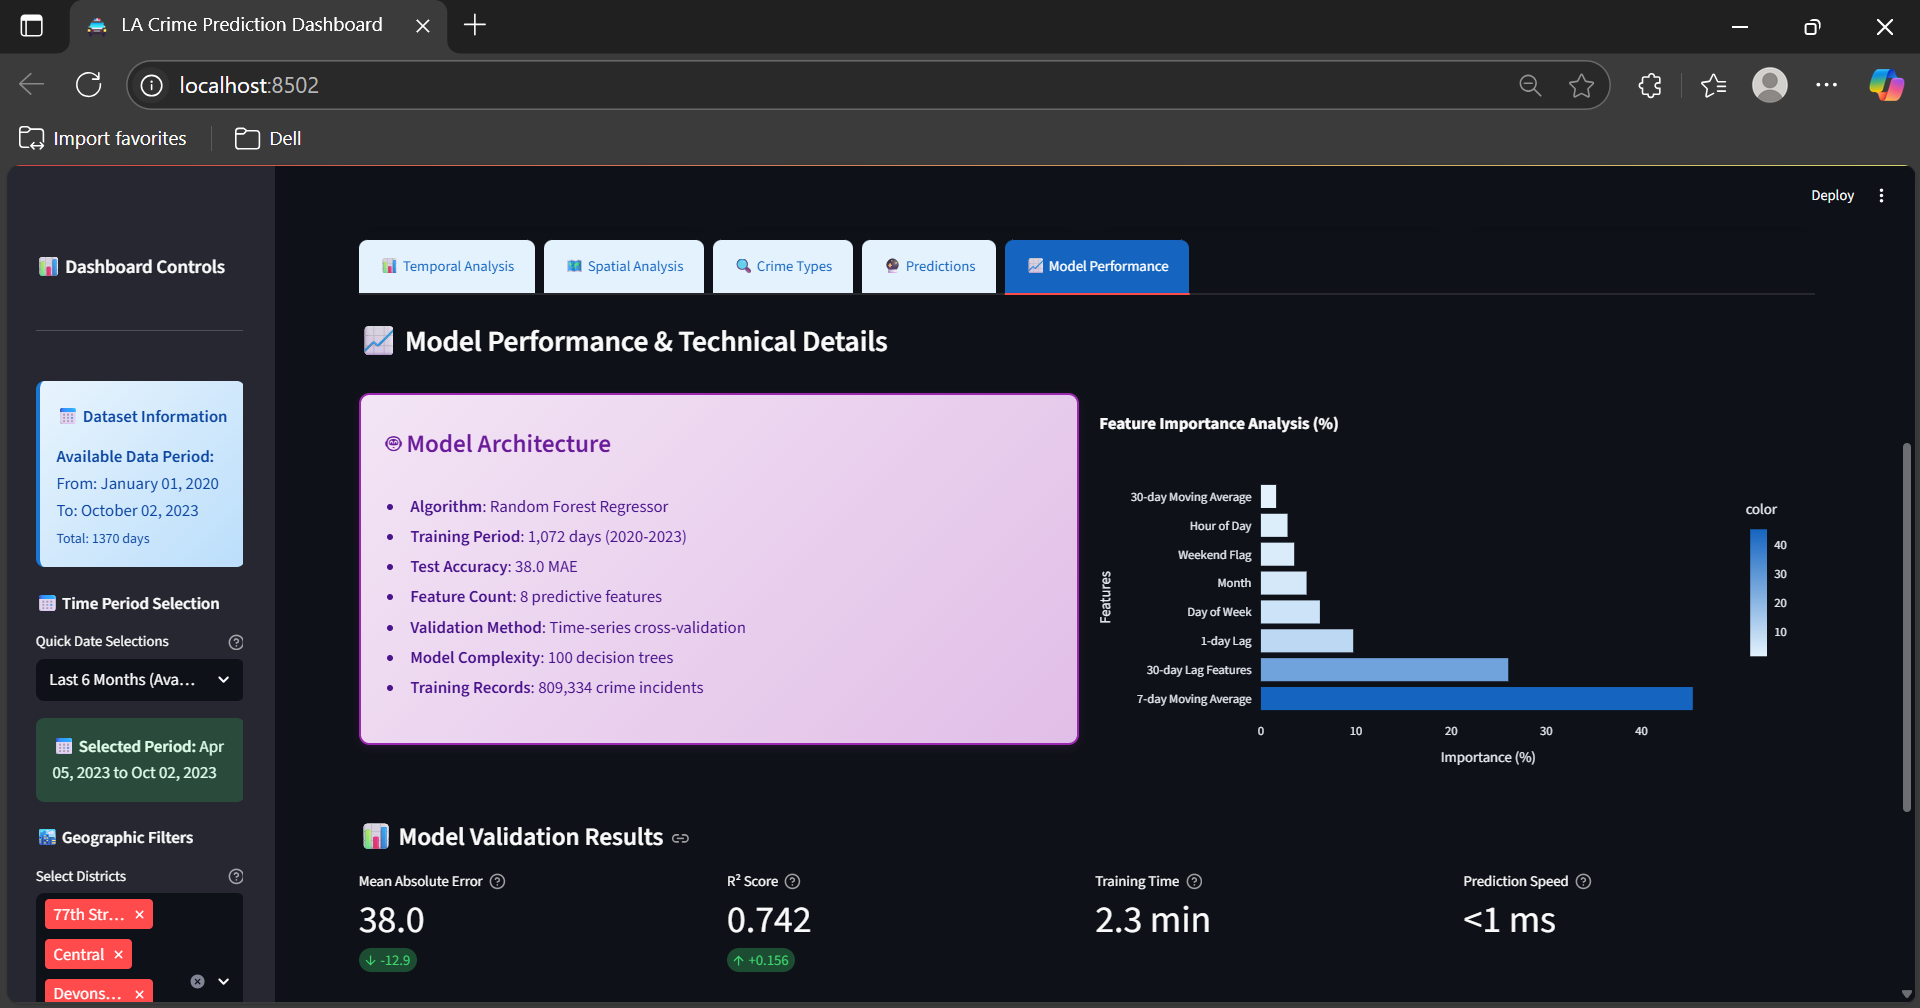 LA Crime Prediction Dashboard
localhost:8502
Import favorites
Dell
Deploy
Dashboard Controls
Dataset Information
Available Data Period:
From: January 01, 2020
To: October 02, 2023
Total: 1370 days
Time Period Selection
Quick Date Selections
Last 6 Months (Ava...
Selected Period: Apr
05, 2023 to Oct 02, 2023
Geographic Filters
Select Districts
77th Str...
Central
Devons...
Temporal Analysis
Spatial Analysis
Crime Types
Predictions
Model Performance
Model Performance & Technical Details
Model Architecture
Algorithm: Random Forest Regressor
Training Period: 1,072 days (2020-2023)
Test Accuracy: 38.0 MAE
Feature Count: 8 predictive features
Validation Method: Time-series cross-validation
Model Complexity: 100 decision trees
Training Records: 809,334 crime incidents
Feature Importance Analysis (%)
Features
30-day Moving Average
Hour of Day
Weekend Flag
Month
Day of Week
1-day Lag
30-day Lag Features
7-day Moving Average
0 10 20 30 40
Importance (%)
color
40
30
20
10
Model Validation Results
Mean Absolute Error
38.0
-12.9
R² Score
0.742
+0.156
Training Time
2.3 min
Prediction Speed
<1 ms